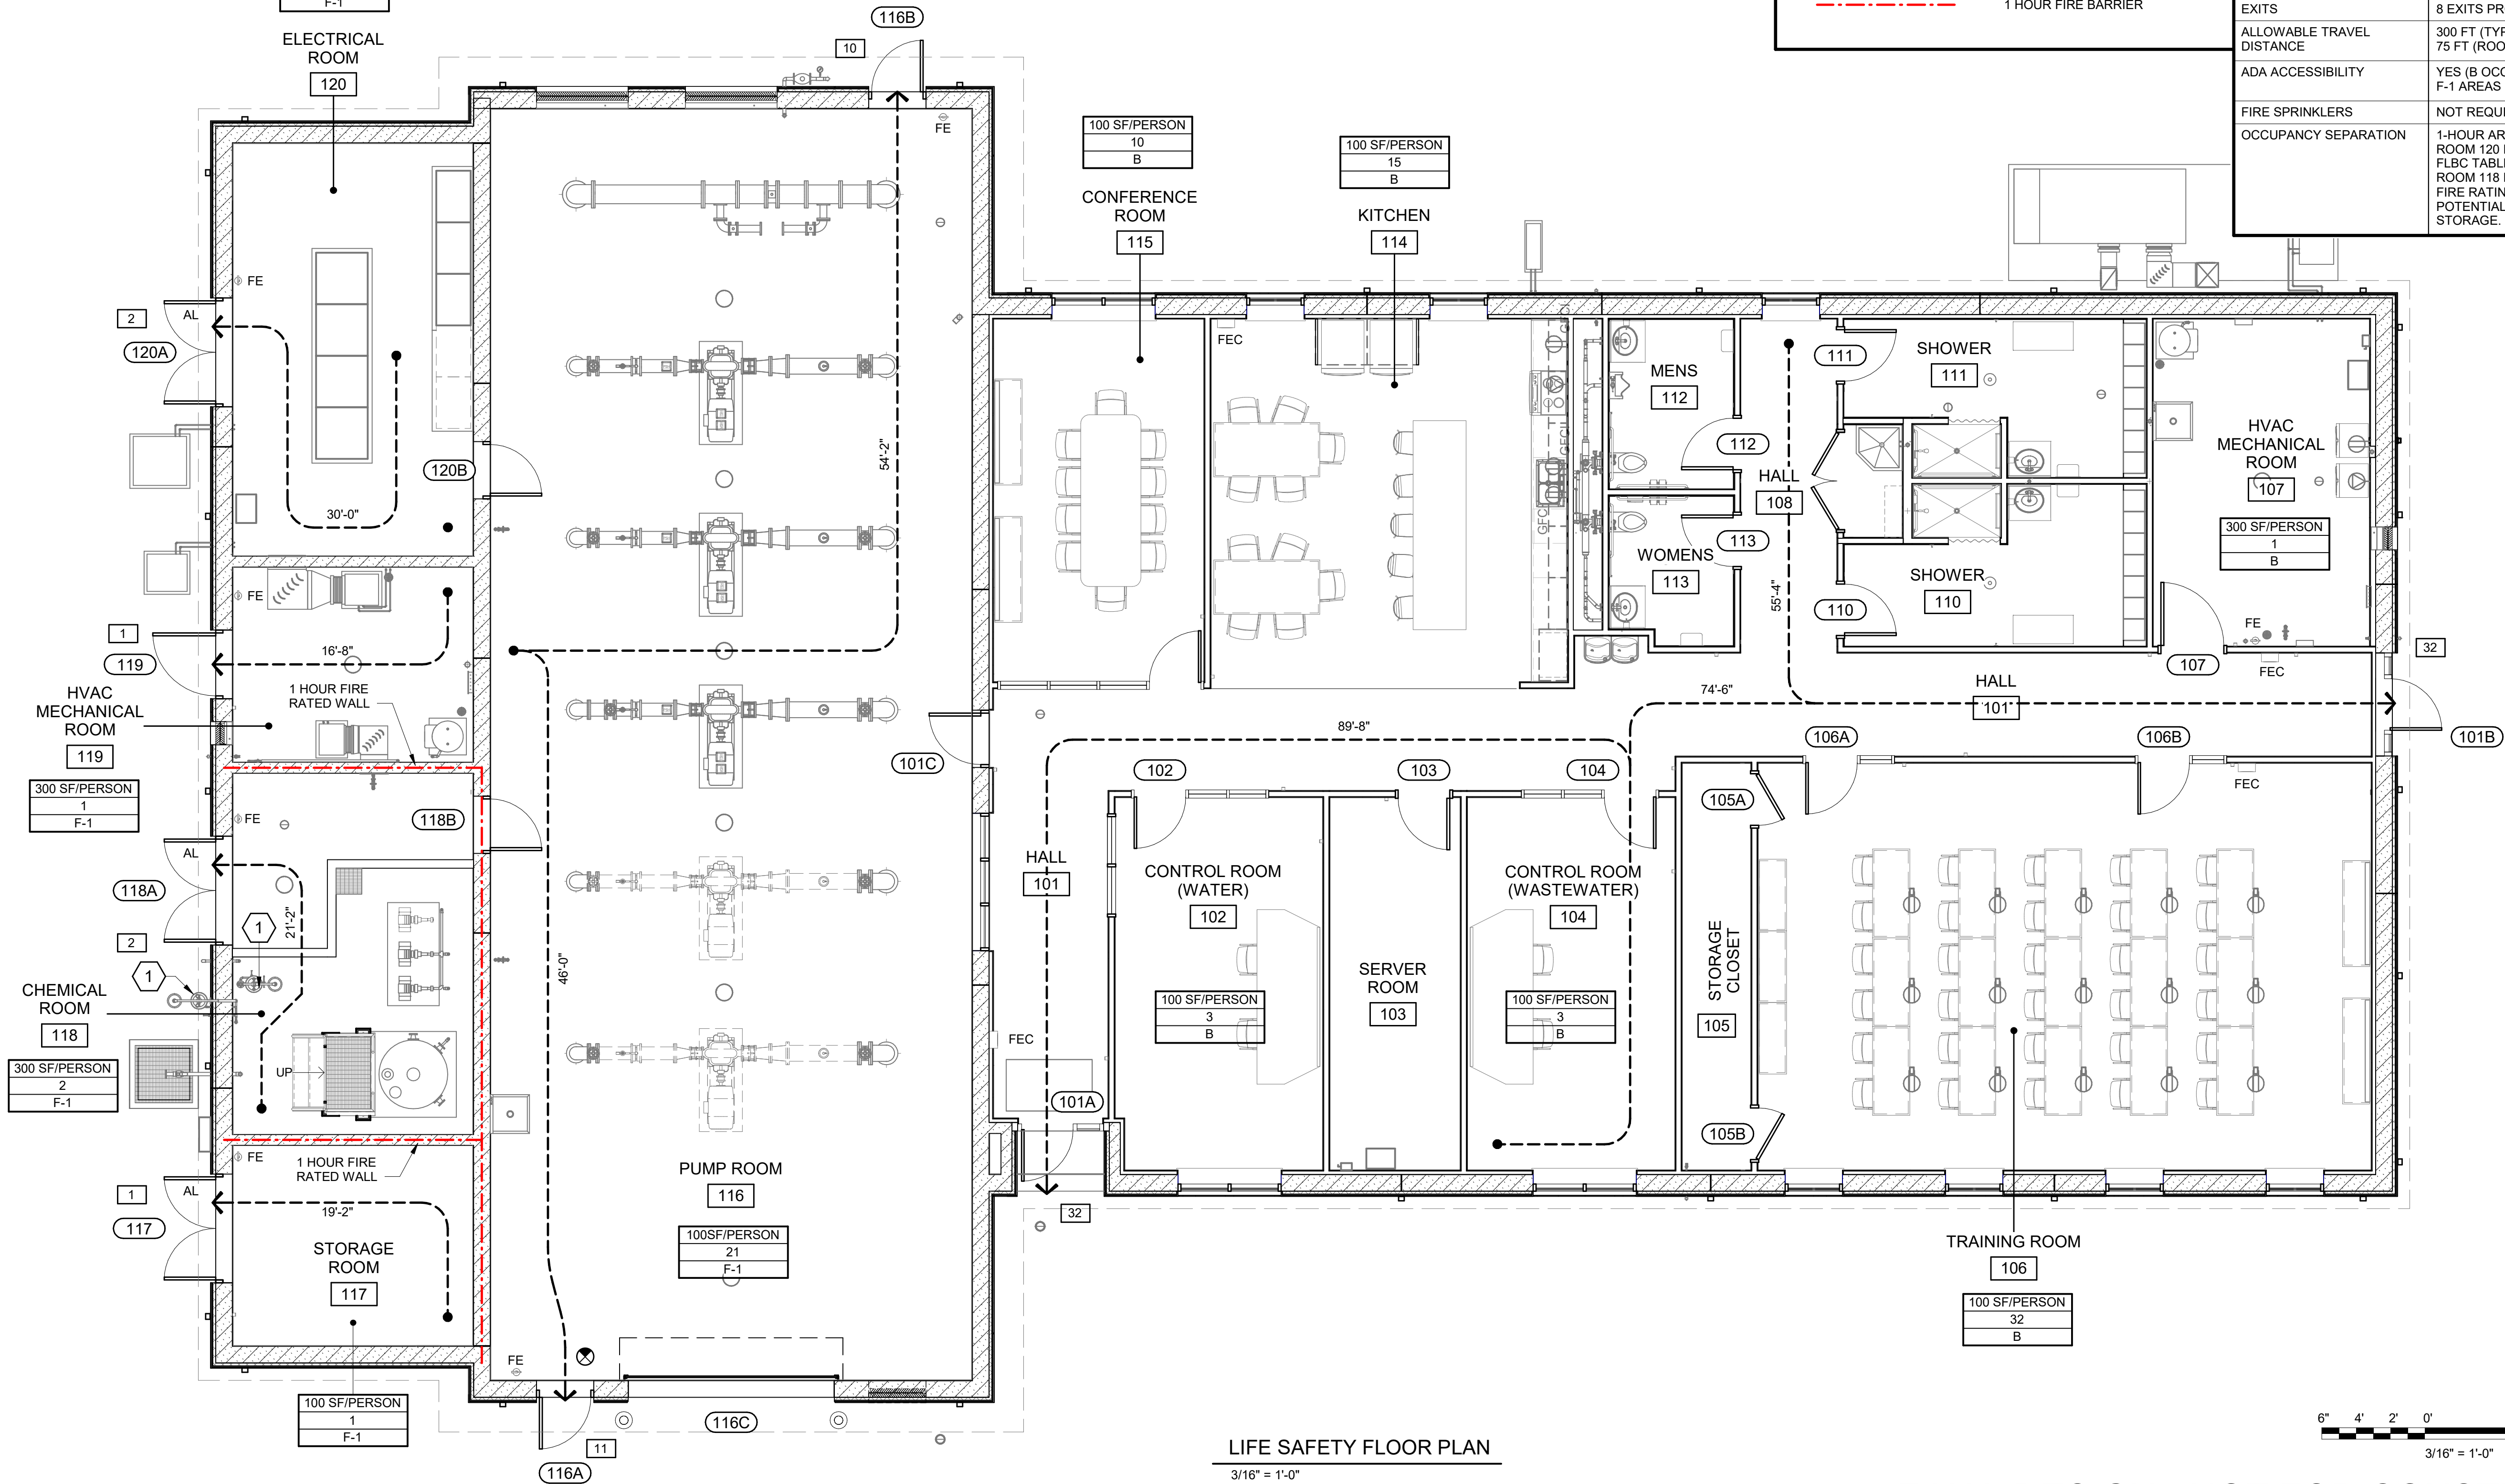 F-1
ELECTRICAL
ROOM
120
116B
10
1 HOUR FIRE BARRIER
EXITS
8 EXITS
ALLOWABLE TRAVEL
DISTANCE
300 FT
75 FT
ADA ACCESSIBILITY
YES (B
F-1 AREAS
FIRE SPRINKLERS
NOT
OCCUPANCY SEPARATION
1-HOUR
ROOM 120
FLBC
ROOM 118
FIRE
STORAGE.
FE
100 SF/PERSON
10
B
CONFERENCE
ROOM
115
100 SF/PERSON
15
B
KITCHEN
114
FE
2
AL
120A
120B
30'-0"
54'-2"
FEC
GFCI
GFCI
GFCI
MENS
112
112
HALL
108
111
SHOWER
111
HVAC
MECHANICAL
ROOM
107
300 SF/PERSON
1
B
WOMENS
113
113
55'-4"
SHOWER
110
110
FE
107
FEC
32
FE
1
119
16'-8"
1 HOUR FIRE
RATED WALL
HVAC
MECHANICAL
ROOM
119
300 SF/PERSON
1
F-1
74'-6"
HALL
101
101B
89'-8"
101C
102
103
104
106A
106B
FEC
105A
FE
118B
AL
118A
21'-2"
1
2
1
CHEMICAL
ROOM
118
300 SF/PERSON
2
F-1
UP
46'-0"
HALL
101
CONTROL ROOM
(WATER)
102
100 SF/PERSON
3
B
SERVER
ROOM
103
CONTROL ROOM
(WASTEWATER)
104
100 SF/PERSON
3
B
STORAGE
CLOSET
105
FEC
101A
105B
FE
1 HOUR FIRE
RATED WALL
1
AL
117
19'-2"
STORAGE
ROOM
117
PUMP ROOM
116
100SF/PERSON
21
F-1
32
TRAINING ROOM
106
100 SF/PERSON
32
B
FE
100 SF/PERSON
1
F-1
116C
11
116A
LIFE SAFETY FLOOR PLAN
3/16" = 1'-0"
6" 4' 2' 0'
3/16" = 1'-0"